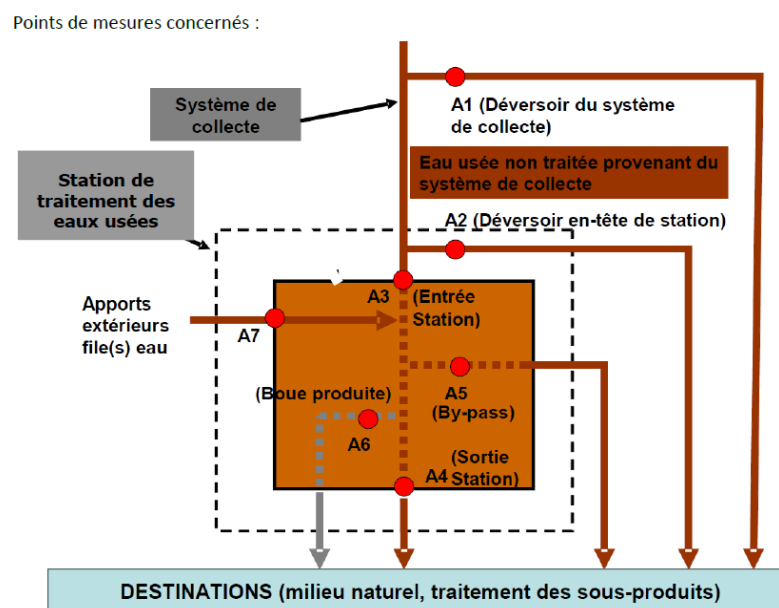 Points de mesures concernés :
Système de
collecte
A1 (Déversoir du système
de collecte)
Eau usée non traitée provenant du
système de collecte
Station de
traitement des
eaux usées
A2 (Déversoir en-tête de station)
A3
(Entrée
Station)
Apports
extérieurs
file(s) eau
A7
A5
(By-pass)
(Boue produite)
A6
(Sortie
Station)
A4
DESTINATIONS (milieu naturel, traitement des sous-produits)